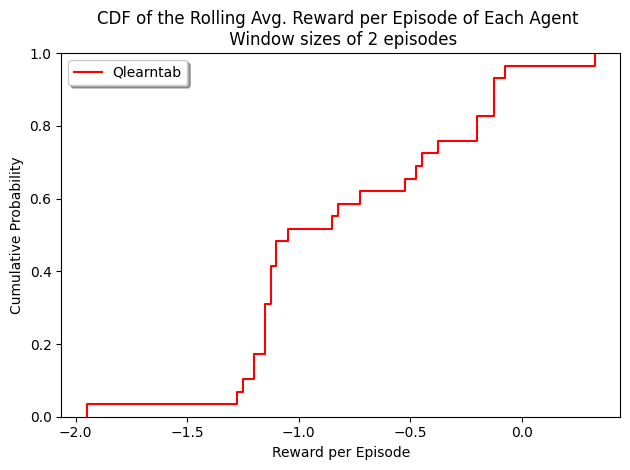 CDF of the Rolling Avg. Reward per Episode of Each Agent
Window sizes of 2 episodes
Qlearntab
1.0
0.8
0.6
0.4
0.2
0.0
Cumulative Probability
−2.0 −1.5 −1.0 −0.5 0.0
Reward per Episode